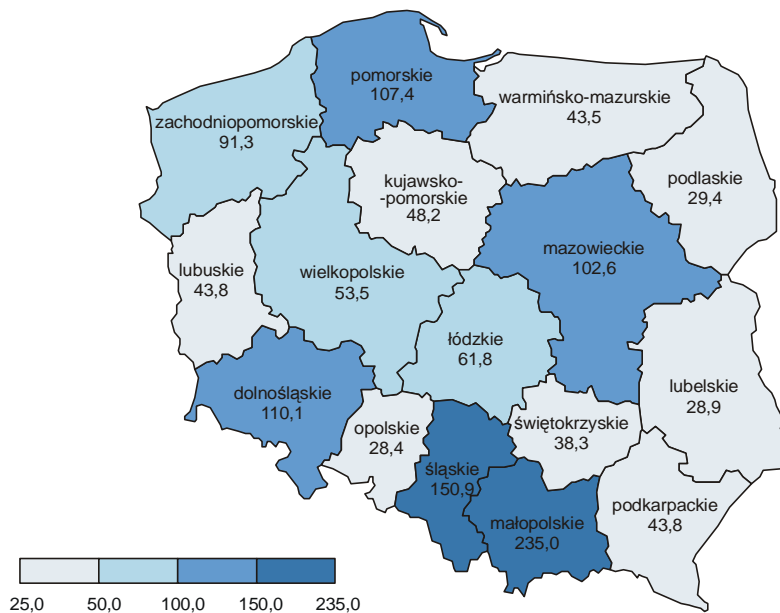 pomorskie
107,4
warmińsko-mazurskie
43,5
zachodniopomorskie
91,3
podlaskie
29,4
kujawsko-
-pomorskie
48,2
mazowieckie
102,6
lubuskie
43,8
wielkopolskie
53,5
łódzkie
61,8
lubelskie
28,9
dolnośląskie
110,1
opolskie
28,4
świętokrzyskie
38,3
śląskie
150,9
małopolskie
235,0
podkarpackie
43,8
25,0 50,0 100,0 150,0 235,0